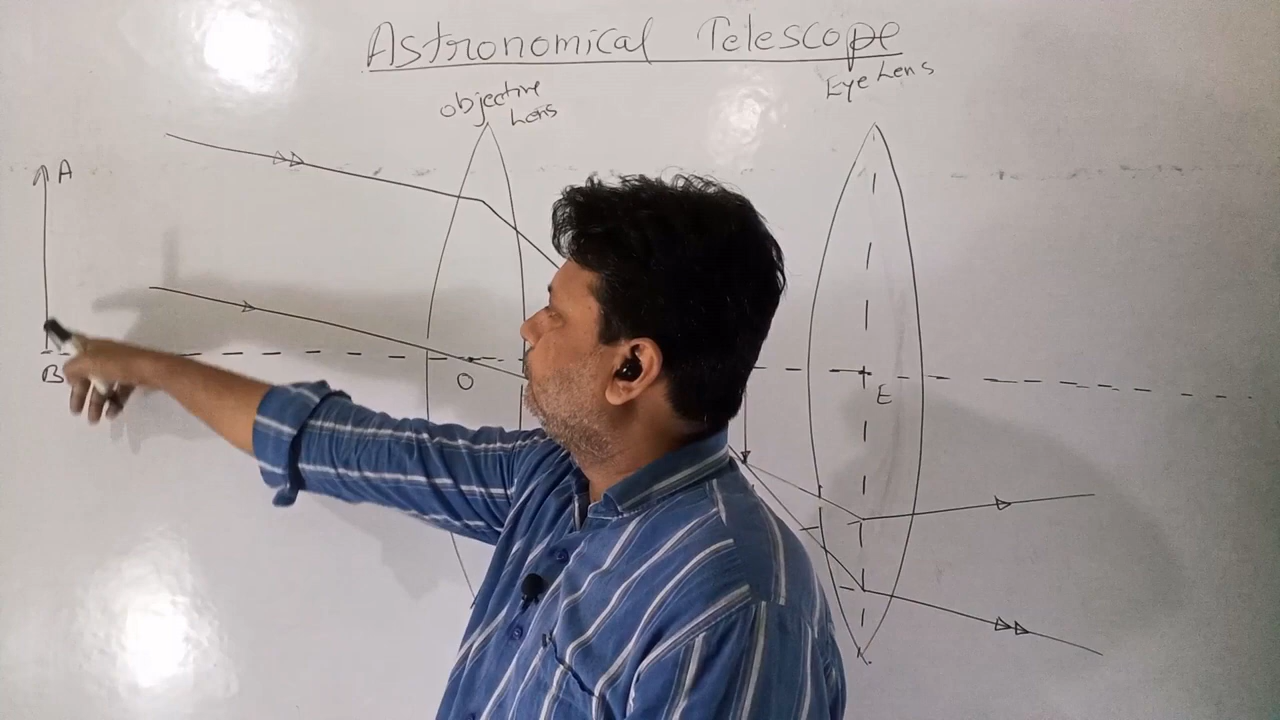 Astronomical Telescope
Objective
Lens
Eye Lens
A
B
O
E